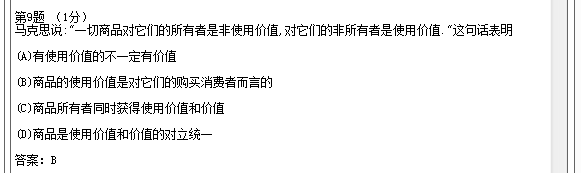 第9题 (1分)
马克思说:“一切商品对它们的所有者是非使用价值,对它们的非所有者是使用价值.“这句话表明
(A)有使用价值的不一定有价值
(B)商品的使用价值是对它们的购买消费者而言的
(C)商品所有者同时获得使用价值和价值
(D)商品是使用价值和价值的对立统一
答案: B